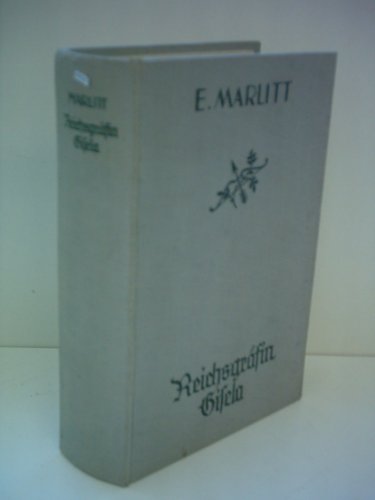 MARLITT
Reichsgräfin
Gisela
E. MARLITT
Reichsgräfin
Gisela